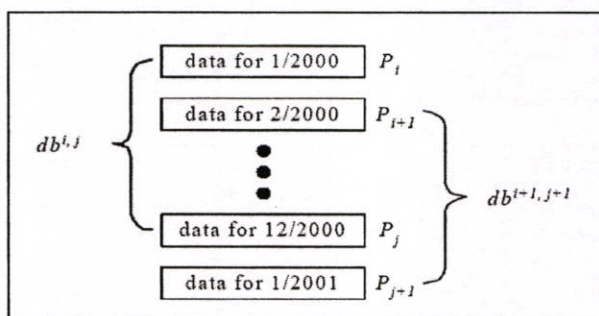 data for 1/2000 P_i
data for 2/2000 P_{i+1}
db^{i,j}
db^{i+1,j+1}
data for 12/2000 P_j
data for 1/2001 P_{j+1}